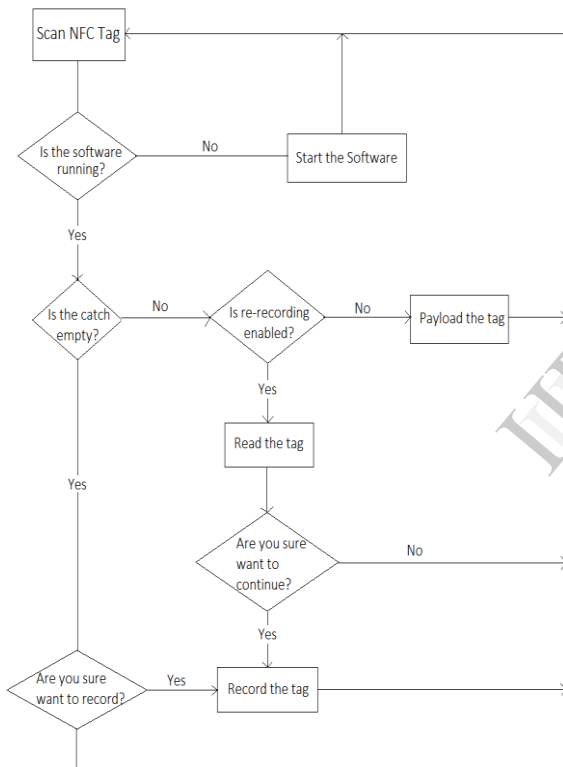 Scan NFC Tag
Is the software
running?
No
Start the Software
Yes
Is the catch
empty?
No
Is re-recording
enabled?
No
Payload the tag
Yes
Read the tag
Yes
Are you sure
want to
continue?
No
Yes
Are you sure
want to record?
Yes
Record the tag